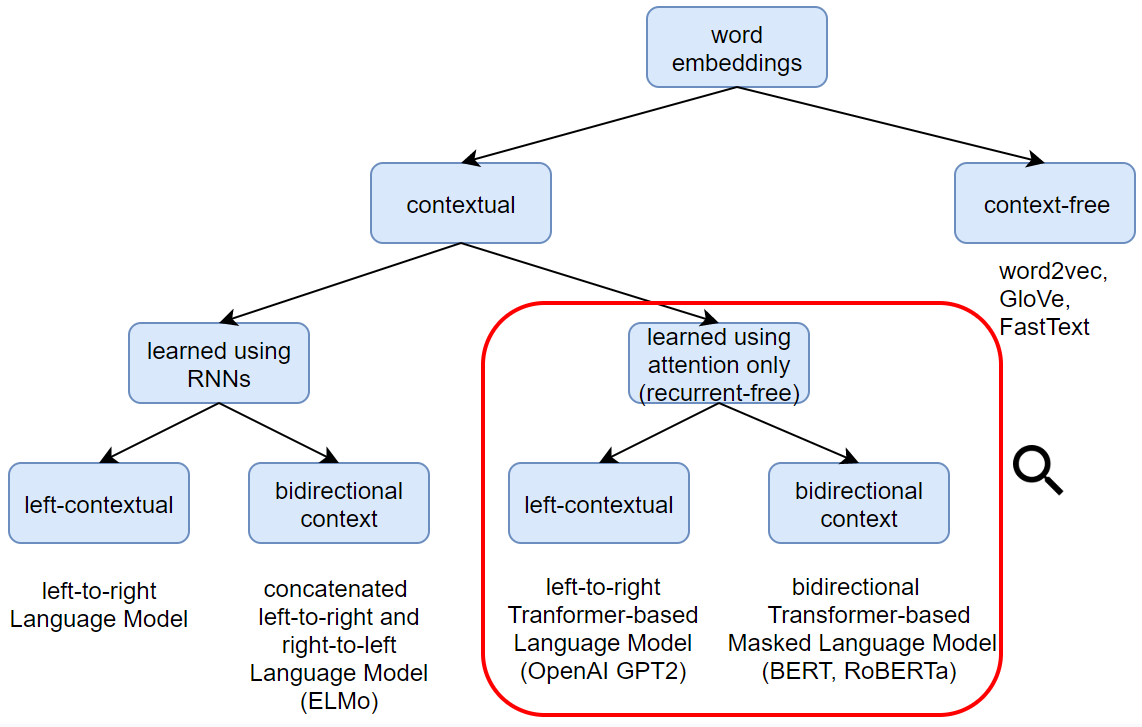 word
embeddings
contextual
context-free
word2vec,
GloVe,
FastText
learned using
RNNs
learned using
attention only
(recurrent-free)
left-contextual
bidirectional
context
left-contextual
bidirectional
context
left-to-right
Language Model
concatenated
left-to-right and
right-to-left
Language Model
(ELMo)
left-to-right
Tranformer-based
Language Model
(OpenAI GPT2)
bidirectional
Transformer-based
Masked Language Model
(BERT, RoBERTa)